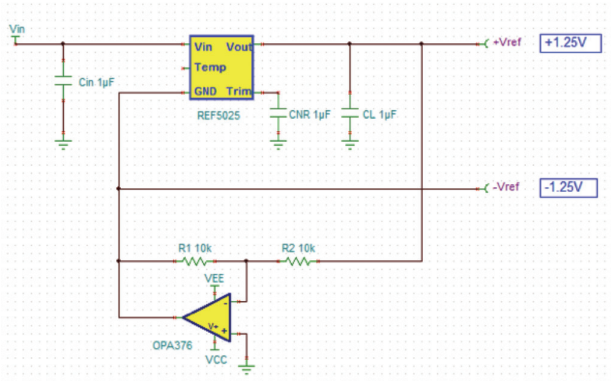 Vin
Vin Vout
+Vref
+1.25V
Temp
Cin 1µF
GND Trim
REF5025
CNR 1µF
CL 1µF
-Vref
-1.25V
R1 10k
R2 10k
VEE
-
V+ +
OPA376
VCC